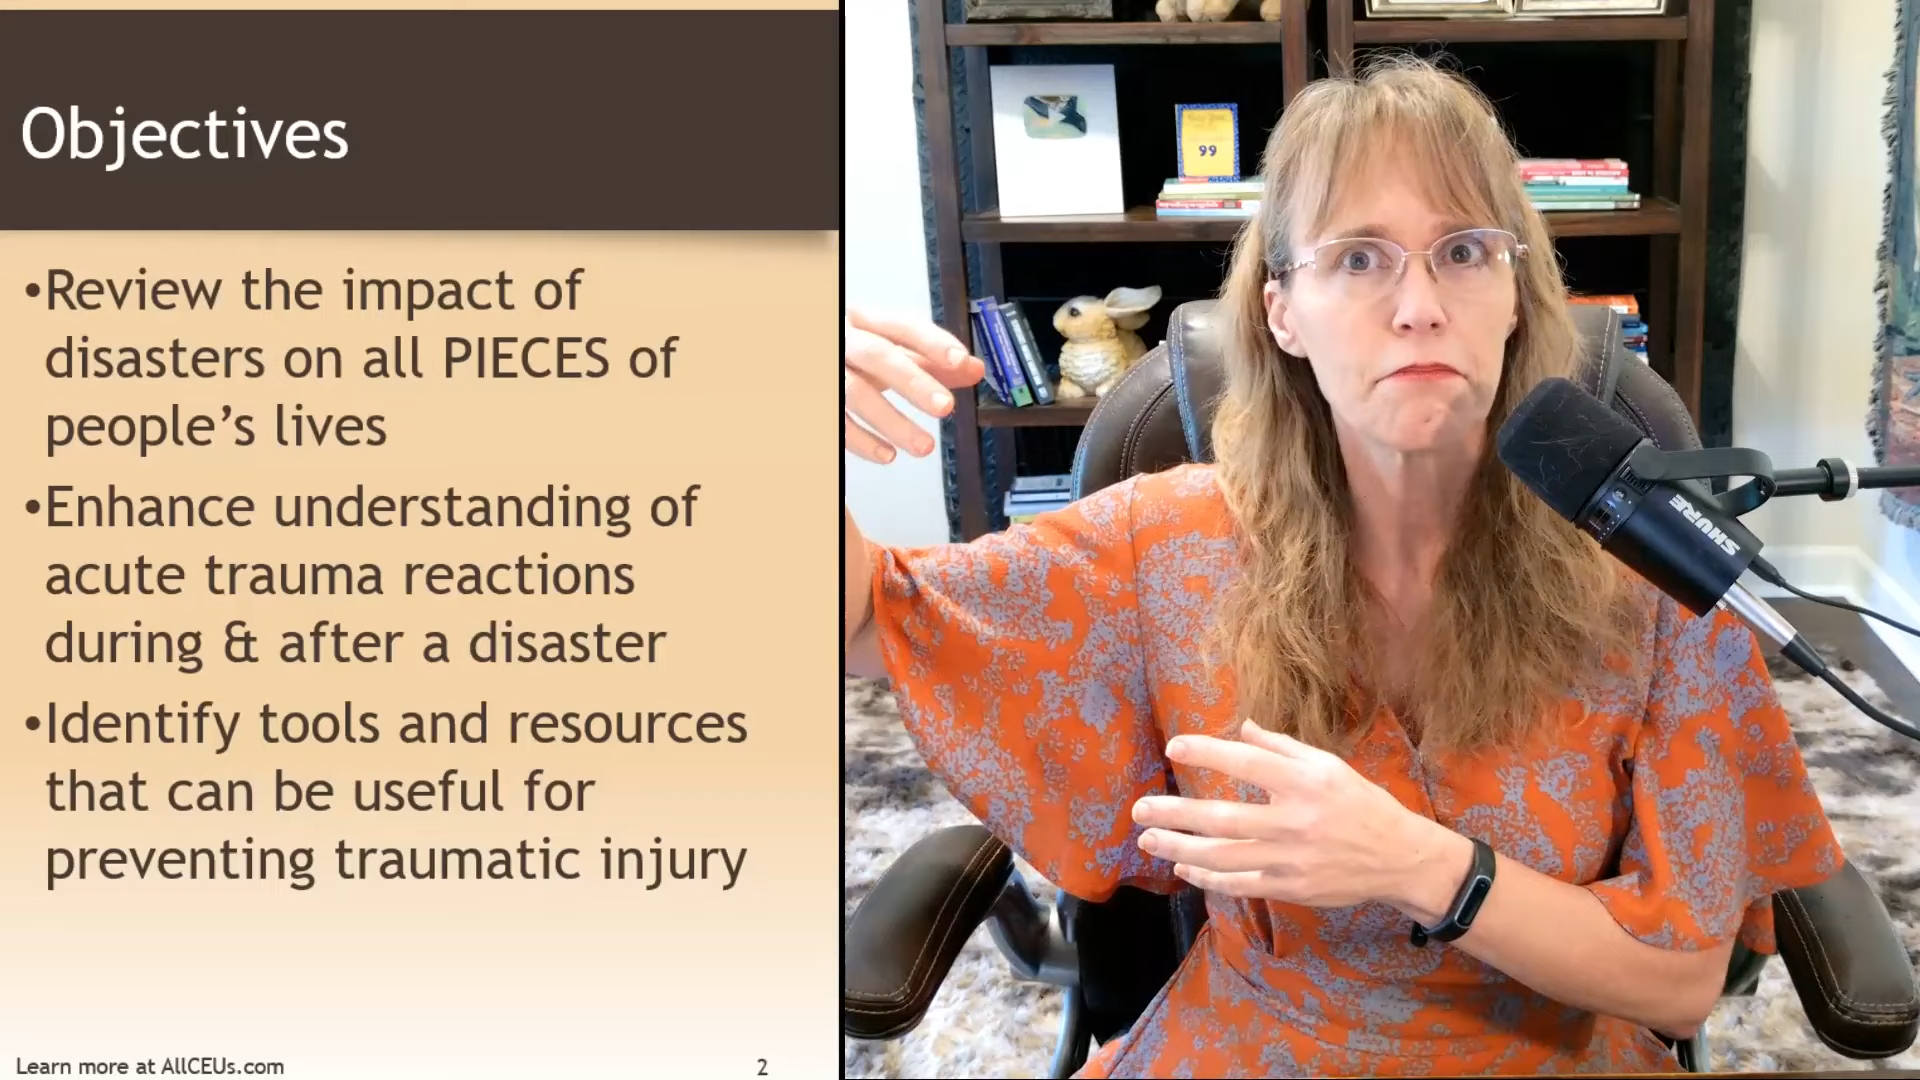 Objectives
•Review the impact of
disasters on all PIECES of
people’s lives
•Enhance understanding of
acute trauma reactions
during & after a disaster
•Identify tools and resources
that can be useful for
preventing traumatic injury
Learn more at AllCEUs.com
2
99
SHURE